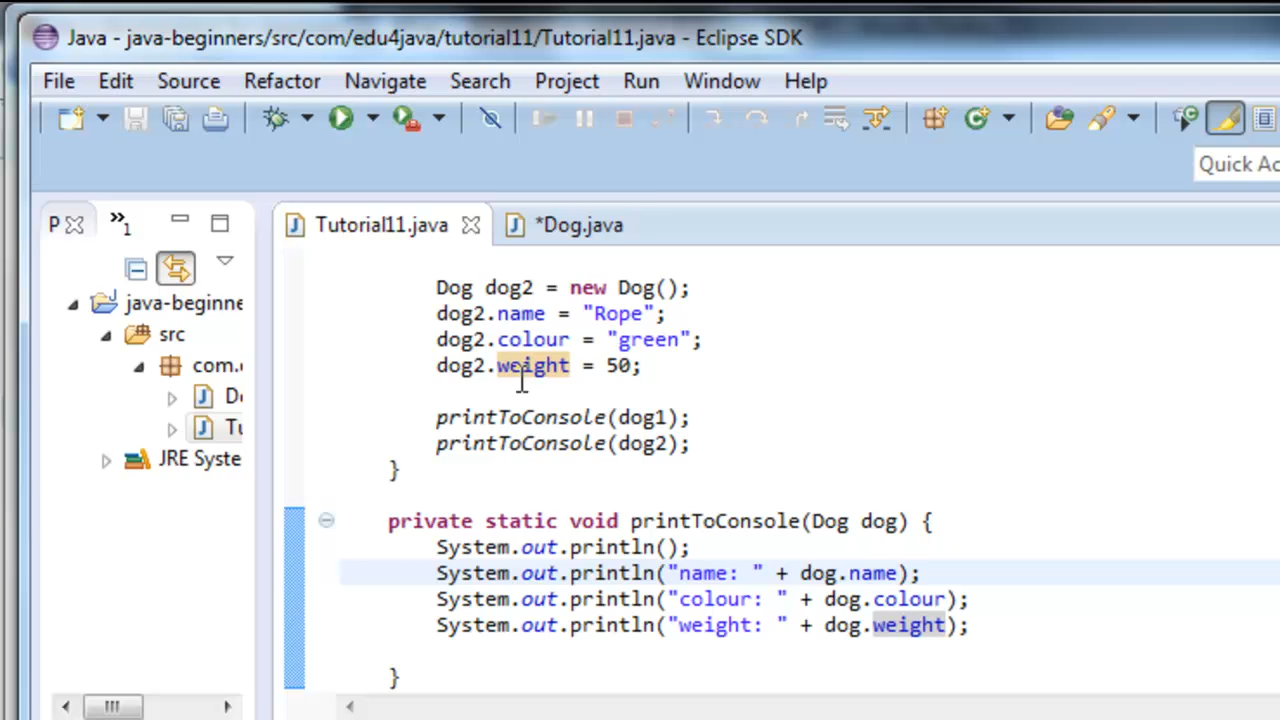 Java - java-beginners/src/com/edu4java/tutorial11/Tutorial11.java - Eclipse SDK
File Edit Source Refactor Navigate Search Project Run Window Help
Quick Ac
P
»1
Tutorial11.java
*Dog.java
java-beginne
src
com.
D
Tu
JRE Syste
Dog dog2 = new Dog();
dog2.name = "Rope";
dog2.colour = "green";
dog2.weight = 50;
printToConsole(dog1);
printToConsole(dog2);
}
private static void printToConsole(Dog dog) {
System.out.println();
System.out.println("name: " + dog.name);
System.out.println("colour: " + dog.colour);
System.out.println("weight: " + dog.weight);
}